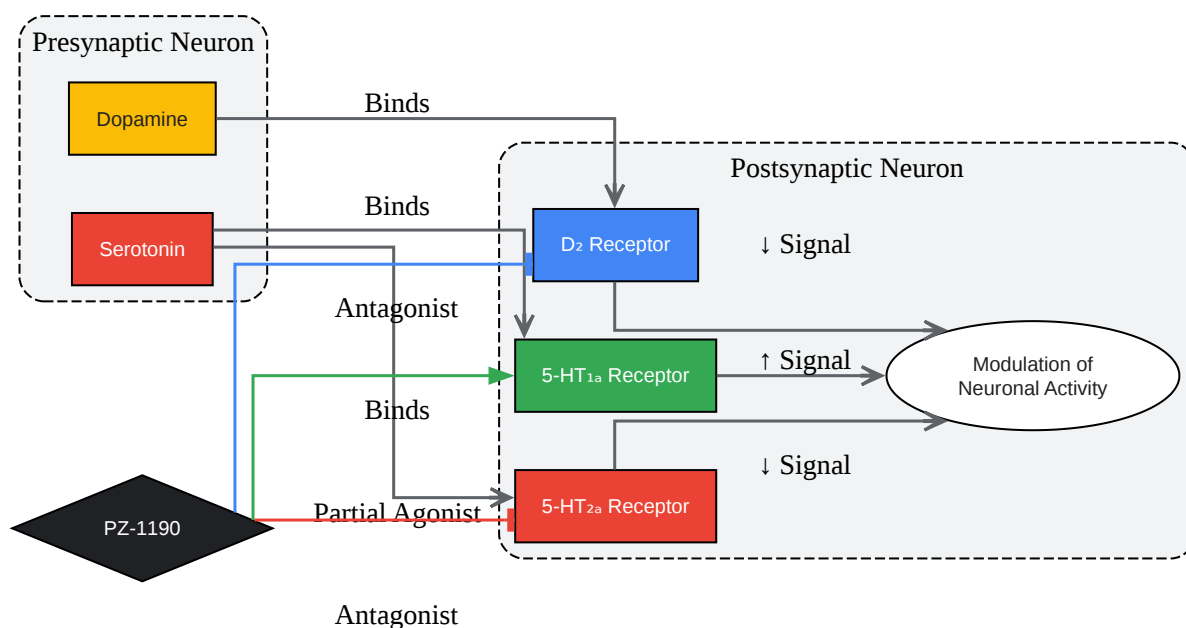 Presynaptic Neuron
Dopamine
Binds
Postsynaptic Neuron
Serotonin
Binds
D₂ Receptor
↓ Signal
Antagonist
5-HT₁ₐ Receptor
↑ Signal
Modulation of
Neuronal Activity
Binds
↓ Signal
5-HT₂ₐ Receptor
Partial Agonist
PZ-1190
Antagonist